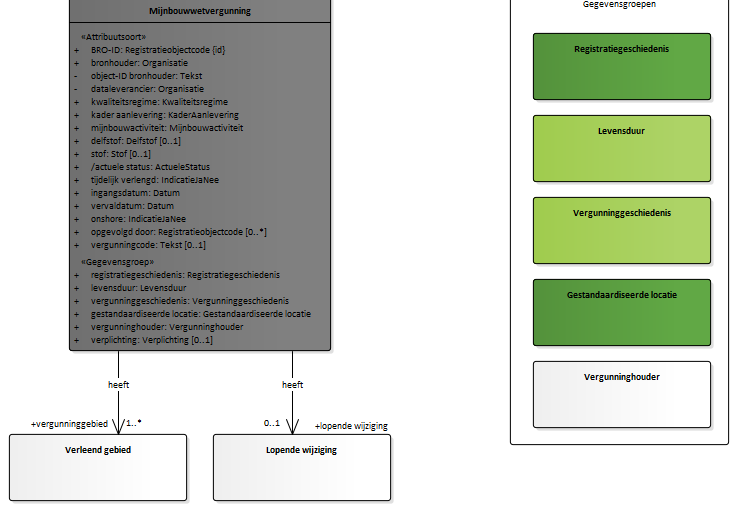 Mijnbouwwetvergunning
«Attribuutsoort»
+ BRO-ID: Registratieobjectcode {id}
+ bronhouder: Organisatie
- object-ID bronhouder: Tekst
- dataleverancier: Organisatie
+ kwaliteitsregime: Kwaliteitsregime
+ kader aanlevering: KaderAanlevering
+ mijnbouwactiviteit: Mijnbouwactiviteit
+ delfstof: Delfstof [0..1]
+ stof: Stof [0..1]
+ /actuele status: ActueleStatus
+ tijdelijk verlengd: IndicatieJaNee
+ ingangsdatum: Datum
+ vervaldatum: Datum
+ onshore: IndicatieJaNee
+ opgevolgd door: Registratieobjectcode [0..*]
+ vergunningcode: Tekst [0..1]
«Gegevensgroep»
+ registratiegeschiedenis: Registratiegeschiedenis
+ levensduur: Levensduur
+ vergunninggeschiedenis: Vergunninggeschiedenis
+ gestandaardiseerde locatie: Gestandaardiseerde locatie
+ vergunninghouder: Vergunninghouder
+ verplichting: Verplichting [0..1]
heeft
heeft
+vergunninggebied
1..*
0..1
+lopende wijziging
Verleend gebied
Lopende wijziging
Gegevensgroepen
Registratiegeschiedenis
Levensduur
Vergunninggeschiedenis
Gestandaardiseerde locatie
Vergunninghouder